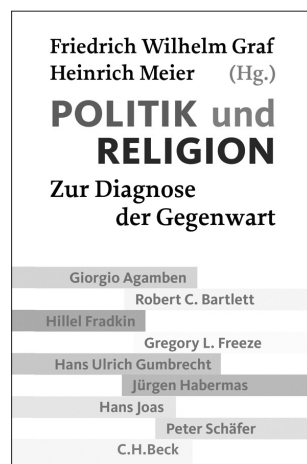 Friedrich Wilhelm Graf
Heinrich Meier (Hg.)
POLITIK und
RELIGION
Zur Diagnose
der Gegenwart
Giorgio Agamben
Robert C. Bartlett
Hillel Fradkin
Gregory L. Freeze
Hans Ulrich Gumbrecht
Jürgen Habermas
Hans Joas
Peter Schäfer
C.H.Beck